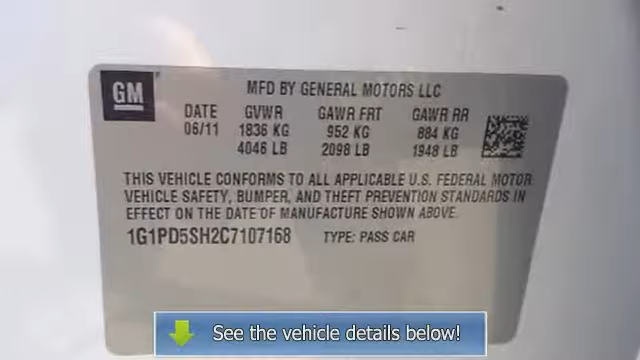 GM
MFD BY GENERAL MOTORS LLC
DATE GVWR GAWR FRT GAWR RR
06/11 1836 KG 952 KG 884 KG
4046 LB 2098 LB 1948 LB
THIS VEHICLE CONFORMS TO ALL APPLICABLE U.S. FEDERAL MOTOR
VEHICLE SAFETY, BUMPER, AND THEFT PREVENTION STANDARDS IN
EFFECT ON THE DATE OF MANUFACTURE SHOWN ABOVE.
1G1PD5SH2C7107168 TYPE: PASS CAR
See the vehicle details below!